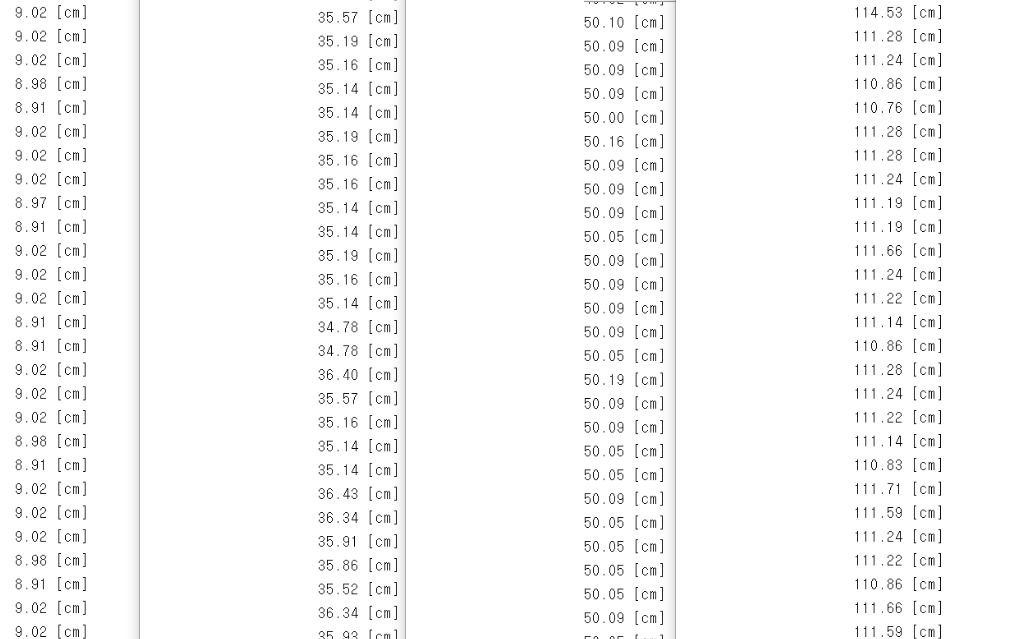 9.02 [cm]
9.02 [cm]
9.02 [cm]
8.98 [cm]
8.91 [cm]
9.02 [cm]
9.02 [cm]
9.02 [cm]
8.97 [cm]
8.91 [cm]
9.02 [cm]
9.02 [cm]
9.02 [cm]
8.91 [cm]
8.91 [cm]
9.02 [cm]
9.02 [cm]
9.02 [cm]
8.98 [cm]
8.91 [cm]
9.02 [cm]
9.02 [cm]
9.02 [cm]
8.98 [cm]
8.91 [cm]
9.02 [cm]
9.02 [cm]
35.57 [cm]
35.19 [cm]
35.16 [cm]
35.14 [cm]
35.14 [cm]
35.19 [cm]
35.16 [cm]
35.16 [cm]
35.14 [cm]
35.14 [cm]
35.19 [cm]
35.16 [cm]
35.14 [cm]
34.78 [cm]
34.78 [cm]
36.40 [cm]
35.57 [cm]
35.16 [cm]
35.14 [cm]
35.14 [cm]
36.43 [cm]
36.34 [cm]
35.91 [cm]
35.86 [cm]
35.52 [cm]
36.34 [cm]
35.93 [cm]
50.10 [cm]
50.09 [cm]
50.09 [cm]
50.09 [cm]
50.00 [cm]
50.16 [cm]
50.09 [cm]
50.09 [cm]
50.09 [cm]
50.05 [cm]
50.09 [cm]
50.09 [cm]
50.09 [cm]
50.09 [cm]
50.05 [cm]
50.19 [cm]
50.09 [cm]
50.09 [cm]
50.05 [cm]
50.05 [cm]
50.09 [cm]
50.05 [cm]
50.05 [cm]
50.05 [cm]
50.05 [cm]
50.09 [cm]
114.53 [cm]
111.28 [cm]
111.24 [cm]
110.86 [cm]
110.76 [cm]
111.28 [cm]
111.28 [cm]
111.24 [cm]
111.19 [cm]
111.19 [cm]
111.66 [cm]
111.24 [cm]
111.22 [cm]
111.14 [cm]
110.86 [cm]
111.28 [cm]
111.24 [cm]
111.22 [cm]
111.14 [cm]
110.83 [cm]
111.71 [cm]
111.59 [cm]
111.24 [cm]
111.22 [cm]
110.86 [cm]
111.66 [cm]
111.59 [cm]